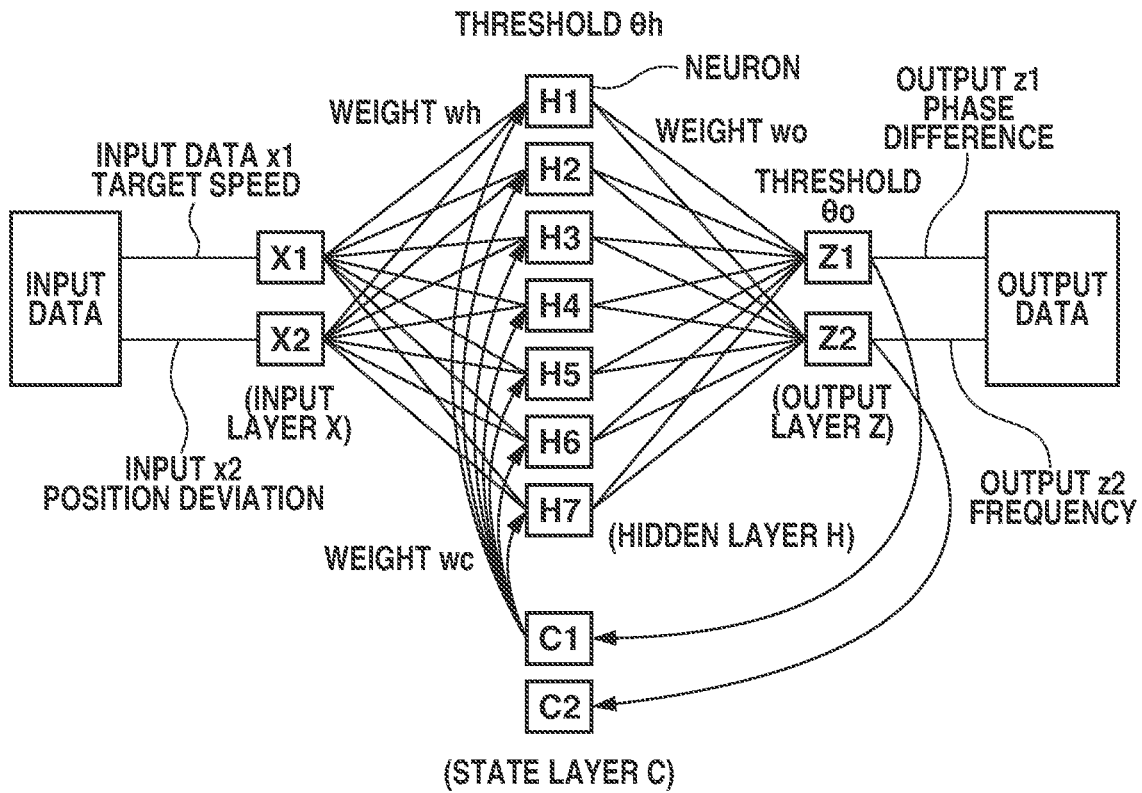 THRESHOLD θh
NEURON
WEIGHT wh
H1
OUTPUT z1
PHASE
DIFFERENCE
WEIGHT wo
INPUT DATA x1
TARGET SPEED
H2
THRESHOLD
θo
INPUT
DATA
X1
H3
Z1
OUTPUT
DATA
H4
X2
Z2
H5
(INPUT
LAYER X)
(OUTPUT
LAYER Z)
H6
INPUT x2
POSITION DEVIATION
OUTPUT z2
FREQUENCY
H7
(HIDDEN LAYER H)
WEIGHT wc
C1
C2
(STATE LAYER C)